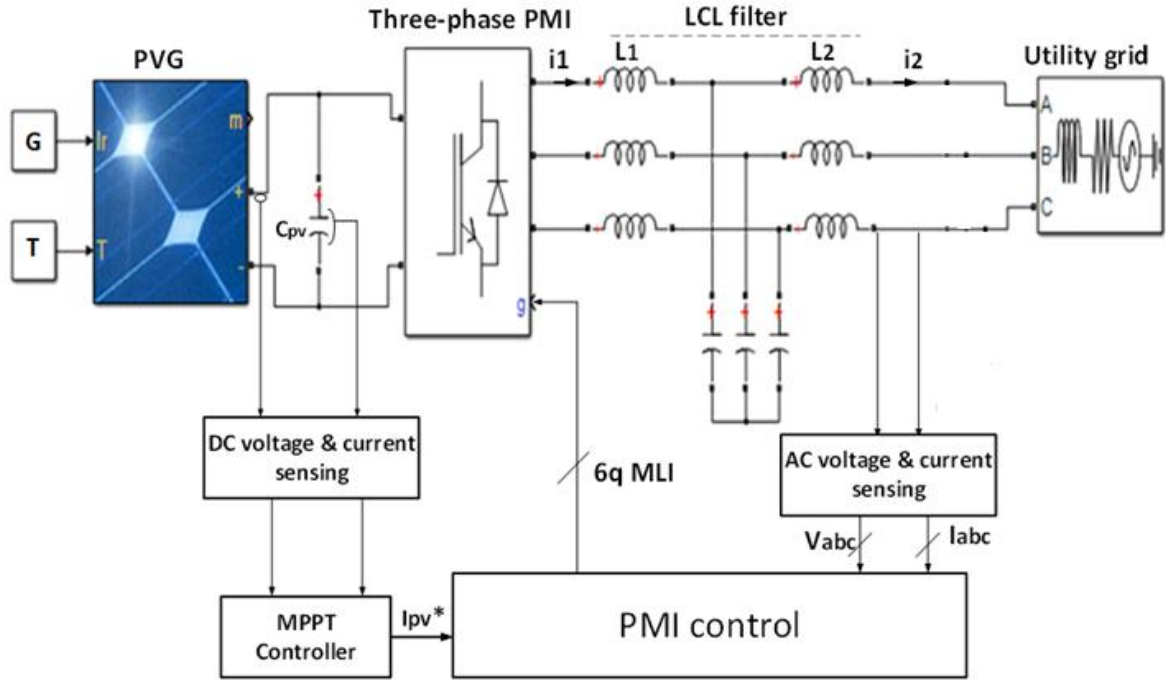 Three-phase PMI
LCL filter
PVG
i1
L1
L2
i2
Utility grid
G
Ir
m
A
B
C
+
T
T
-
Cpv
g
DC voltage & current
sensing
6q MLI
AC voltage & current
sensing
Vabc
Iabc
MPPT
Controller
Ipv*
PMI control